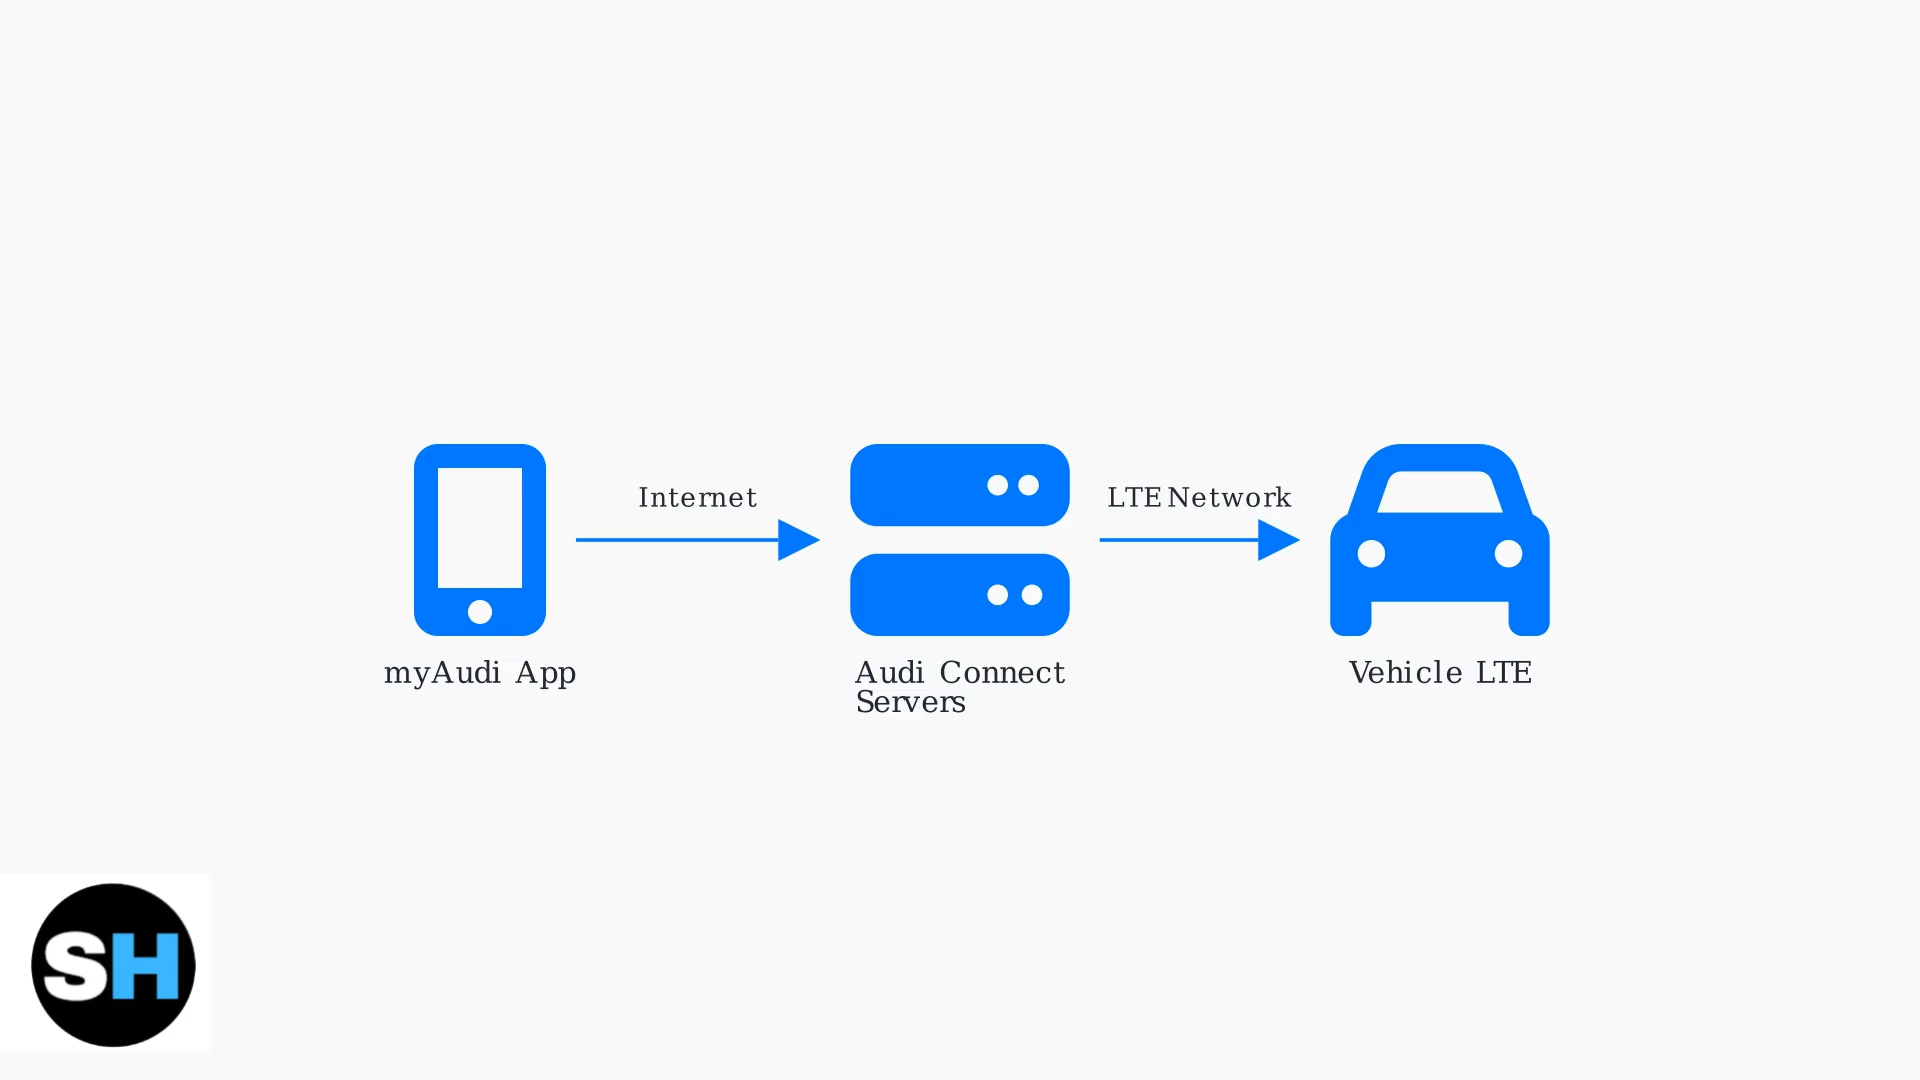 Internet
LTE Network
myAudi App
Audi Connect
Servers
Vehicle LTE
SH